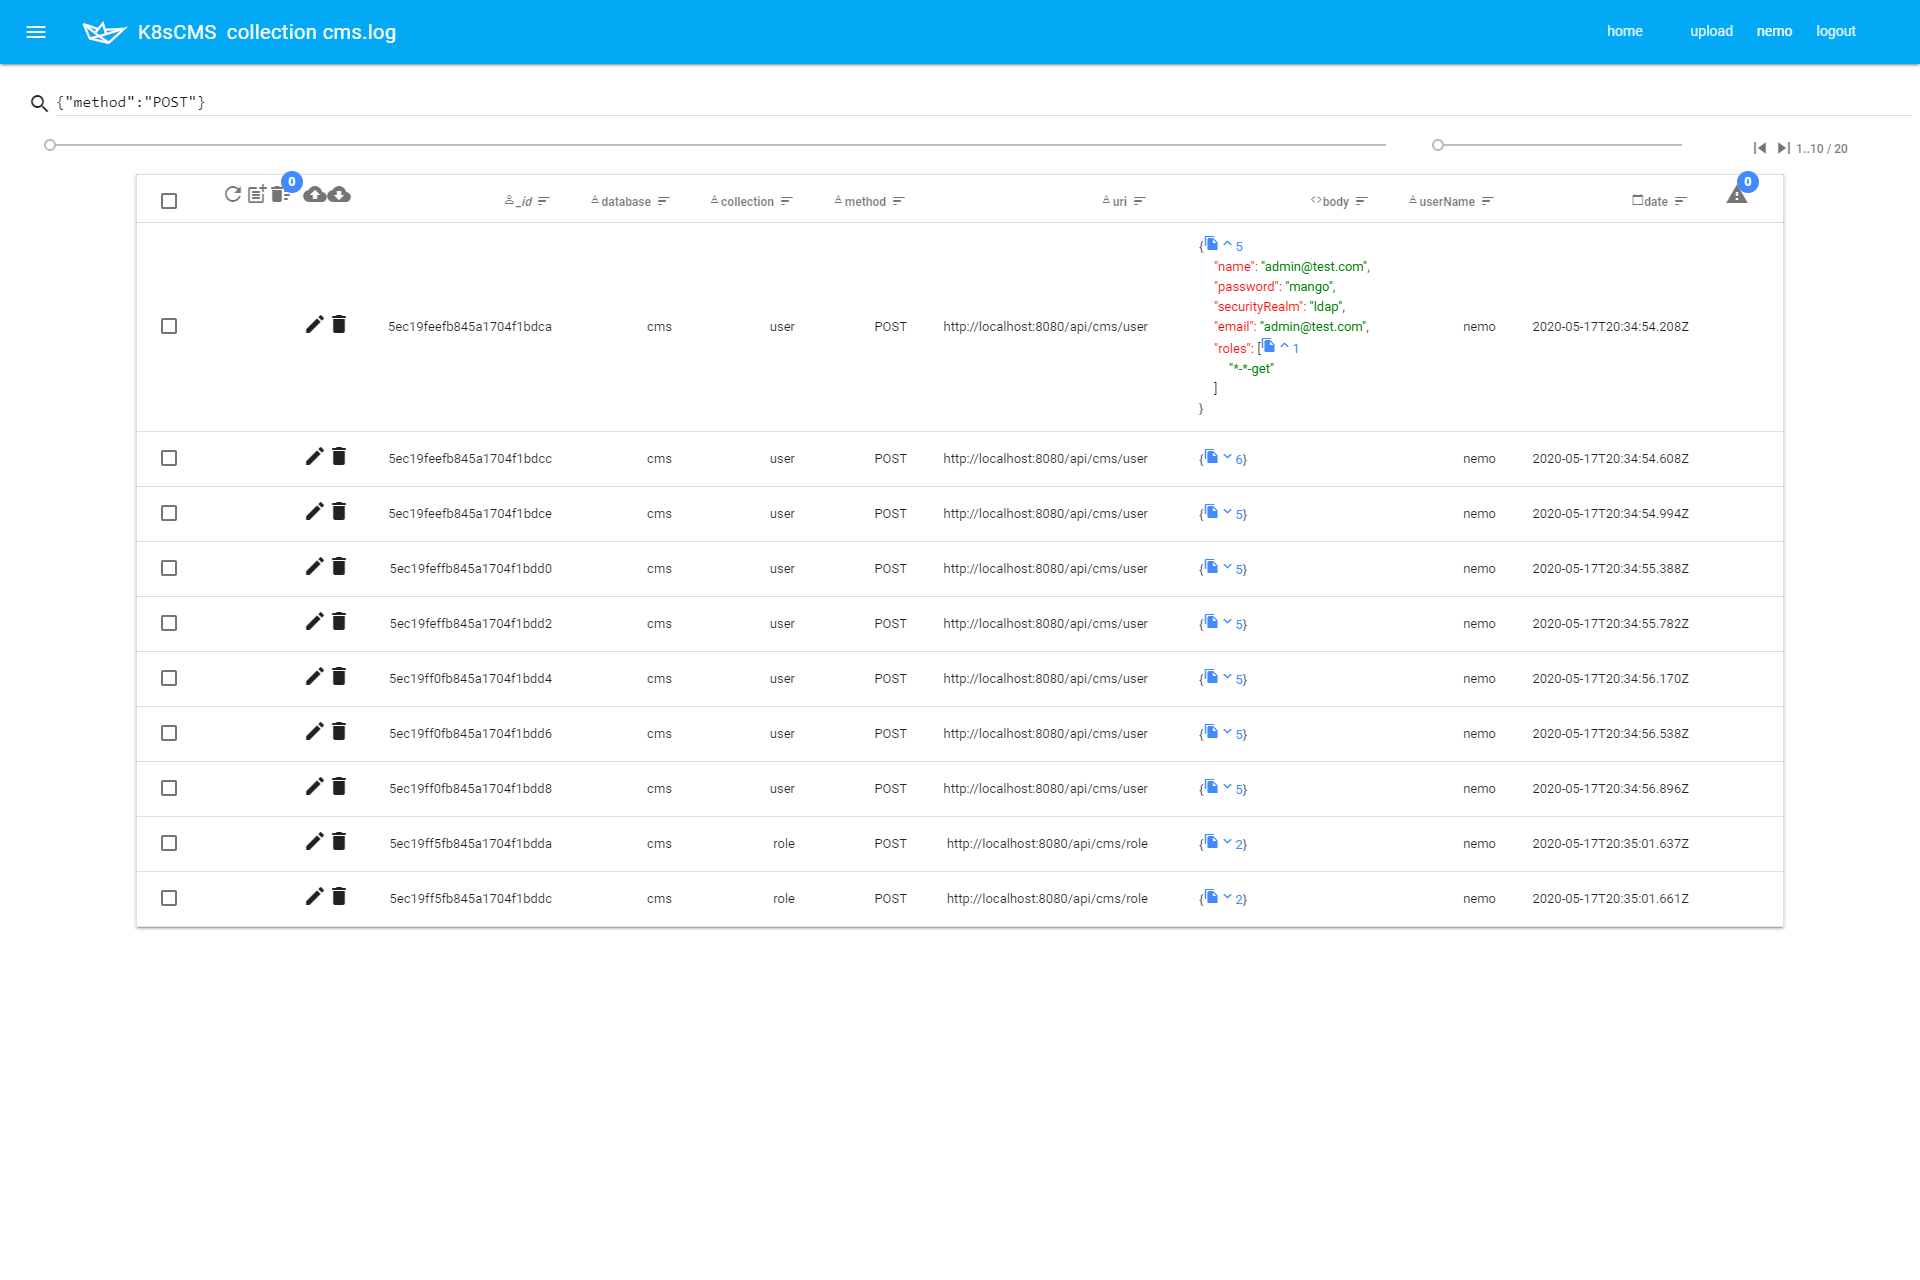 K8sCMS collection cms.log home upload nemo logout
{"method":"POST"}
1..10 / 20
0 0
_id database collection method uri <>body userName date
{ 5
"name": "admin@test.com",
"password": "mango",
"securityRealm": "ldap",
5ec19feefb845a1704f1bdca cms user POST http://localhost:8080/api/cms/user "email": "admin@test.com", nemo 2020-05-17T20:34:54.208Z
"roles": [ 1
"*-*-get"
]
}
5ec19feefb845a1704f1bdcc cms user POST http://localhost:8080/api/cms/user { 6} nemo 2020-05-17T20:34:54.608Z
5ec19feefb845a1704f1bdce cms user POST http://localhost:8080/api/cms/user { 5} nemo 2020-05-17T20:34:54.994Z
5ec19feffb845a1704f1bdd0 cms user POST http://localhost:8080/api/cms/user { 5} nemo 2020-05-17T20:34:55.388Z
5ec19feffb845a1704f1bdd2 cms user POST http://localhost:8080/api/cms/user { 5} nemo 2020-05-17T20:34:55.782Z
5ec19ff0fb845a1704f1bdd4 cms user POST http://localhost:8080/api/cms/user { 5} nemo 2020-05-17T20:34:56.170Z
5ec19ff0fb845a1704f1bdd6 cms user POST http://localhost:8080/api/cms/user { 5} nemo 2020-05-17T20:34:56.538Z
5ec19ff0fb845a1704f1bdd8 cms user POST http://localhost:8080/api/cms/user { 5} nemo 2020-05-17T20:34:56.896Z
5ec19ff5fb845a1704f1bdda cms role POST http://localhost:8080/api/cms/role { 2} nemo 2020-05-17T20:35:01.637Z
5ec19ff5fb845a1704f1bddc cms role POST http://localhost:8080/api/cms/role { 2} nemo 2020-05-17T20:35:01.661Z